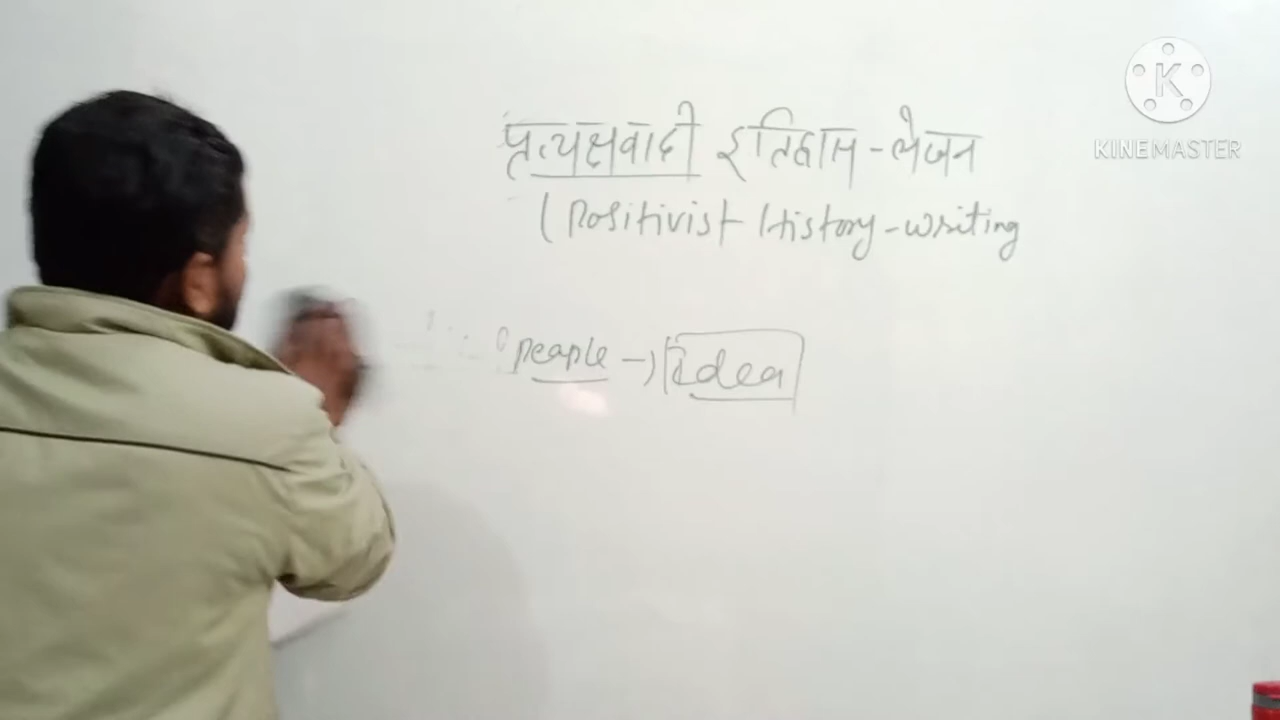 प्रत्यक्षवादी इतिहास-लेखन
(Positivist History-writing
people → Idea
K
KINEMASTER